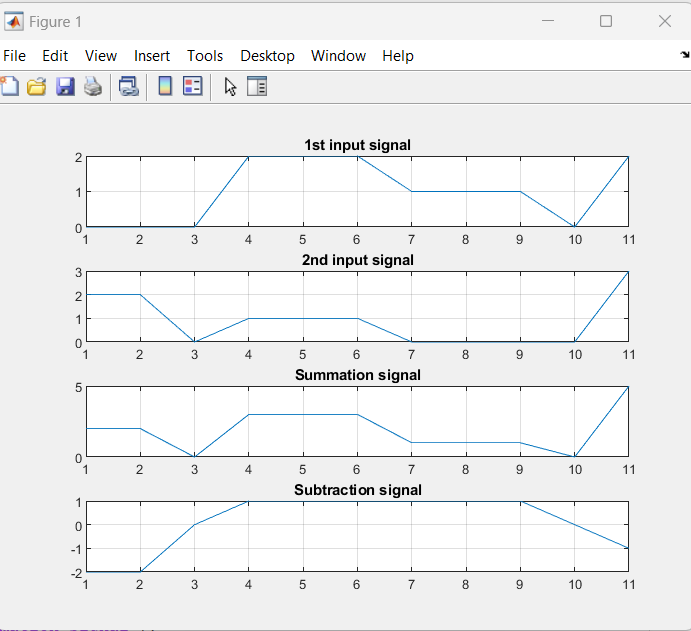 Figure 1
File Edit View Insert Tools Desktop Window Help
1st input signal
2
1
0
1 2 3 4 5 6 7 8 9 10 11
2nd input signal
3
2
1
0
1 2 3 4 5 6 7 8 9 10 11
Summation signal
5
0
1 2 3 4 5 6 7 8 9 10 11
Subtraction signal
1
0
-1
-2
1 2 3 4 5 6 7 8 9 10 11